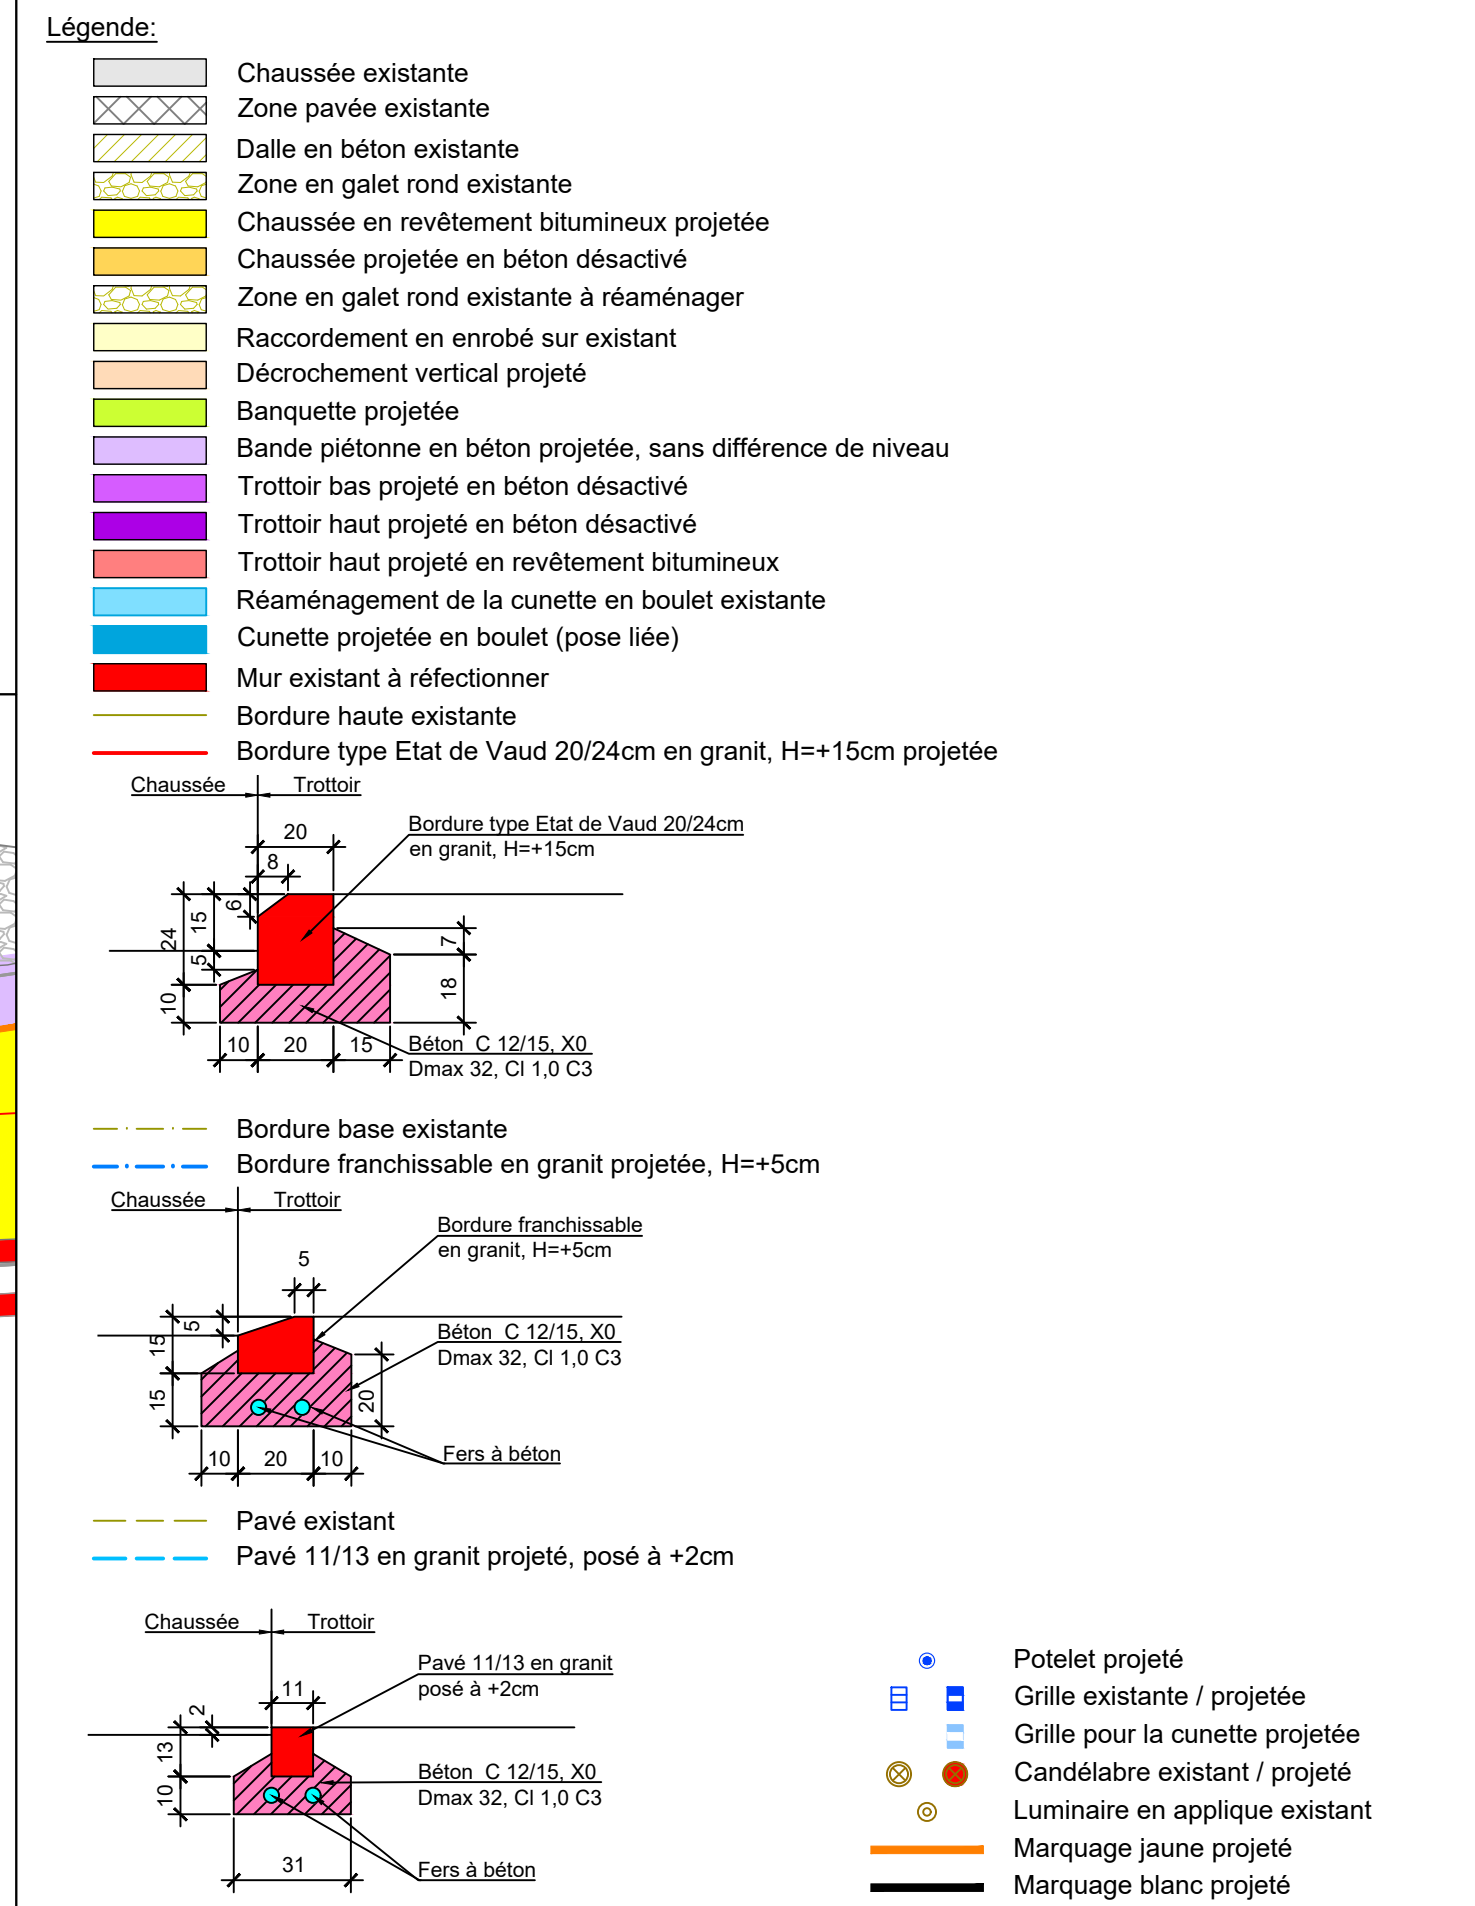 Légende:
Chaussée existante
Zone pavée existante
Dalle en béton existante
Zone en galet rond existante
Chaussée en revêtement bitumineux projetée
Chaussée projetée en béton désactivé
Zone en galet rond existante à réaménager
Raccordement en enrobé sur existant
Décrochement vertical projeté
Banquette projetée
Bande piétonne en béton projetée, sans différence de niveau
Trottoir bas projeté en béton désactivé
Trottoir haut projeté en béton désactivé
Trottoir haut projeté en revêtement bitumineux
Réaménagement de la cunette en boulet existante
Cunette projetée en boulet (pose liée)
Mur existant à réfectionner
Bordure haute existante
Bordure type Etat de Vaud 20/24cm en granit, H=+15cm projetée
Chaussée Trottoir
Bordure type Etat de Vaud 20/24cm
en granit, H=+15cm
20
8
6
15
24
5
10
7
18
10 20 15
Béton C 12/15, X0
Dmax 32, Cl 1,0 C3
Bordure base existante
Bordure franchissable en granit projetée, H=+5cm
Chaussée Trottoir
Bordure franchissable
en granit, H=+5cm
5
5
15
15
20
Béton C 12/15, X0
Dmax 32, Cl 1,0 C3
10 20 10
Fers à béton
Pavé existant
Pavé 11/13 en granit projeté, posé à +2cm
Chaussée Trottoir
Pavé 11/13 en granit
posé à +2cm
11
2
13
10
Béton C 12/15, X0
Dmax 32, Cl 1,0 C3
31
Fers à béton
Potelet projeté
Grille existante / projetée
Grille pour la cunette projetée
Candélabre existant / projeté
Luminaire en applique existant
Marquage jaune projeté
Marquage blanc projeté